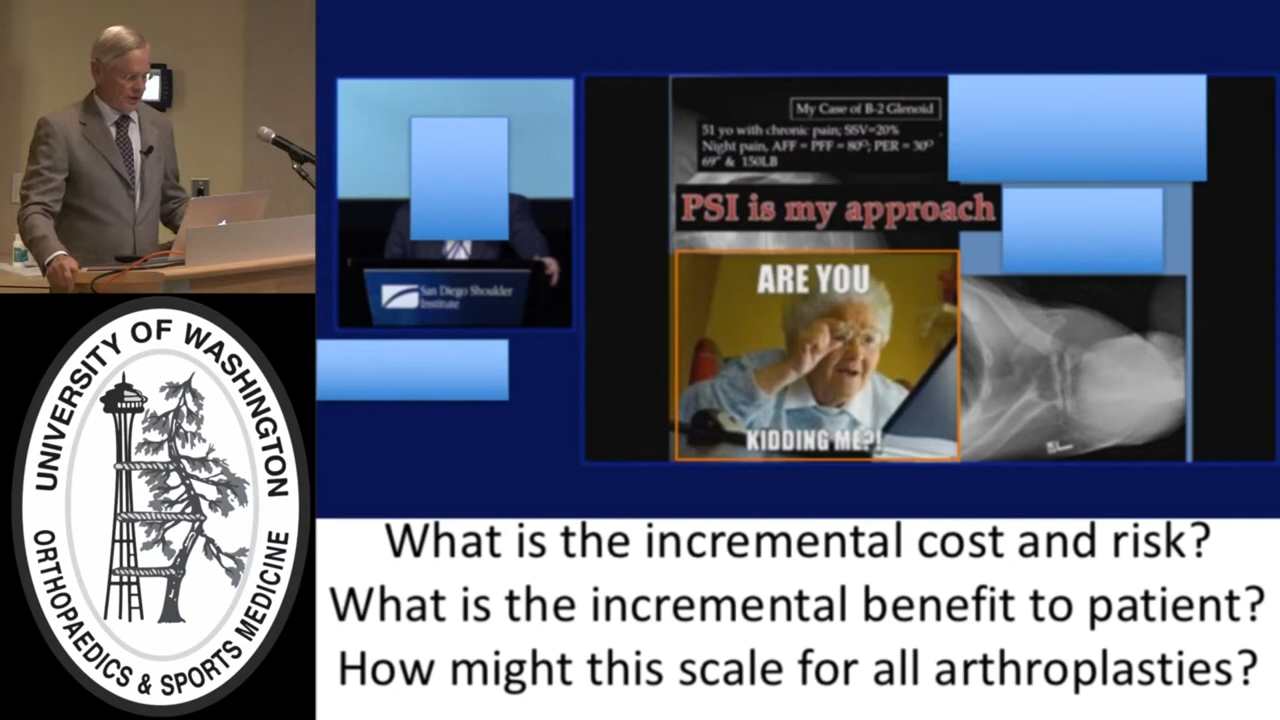 My Case of B-2 Glenoid
51 yo with chronic pain; SSV=20%
Night pain, AFF = PFF = 80°; PER = 30°
69" & 150LB
PSI is my approach
ARE YOU
KIDDING ME?!
San Diego Shoulder
Institute
UNIVERSITY OF WASHINGTON
ORTHOPAEDICS & SPORTS MEDICINE
What is the incremental cost and risk?
What is the incremental benefit to patient?
How might this scale for all arthroplasties?